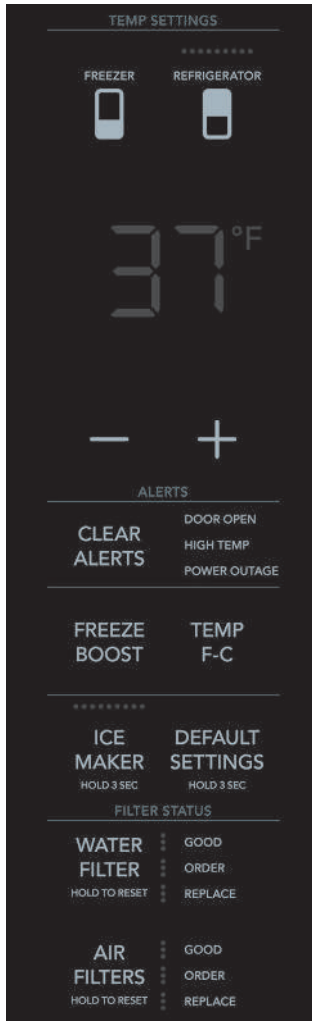 TEMP SETTINGS
FREEZER REFRIGERATOR
37°F
− +
ALERTS
CLEAR ALERTS
DOOR OPEN
HIGH TEMP
POWER OUTAGE
FREEZE BOOST
TEMP F-C
ICE MAKER
HOLD 3 SEC
DEFAULT SETTINGS
HOLD 3 SEC
FILTER STATUS
WATER FILTER
HOLD TO RESET
GOOD
ORDER
REPLACE
AIR FILTERS
HOLD TO RESET
GOOD
ORDER
REPLACE